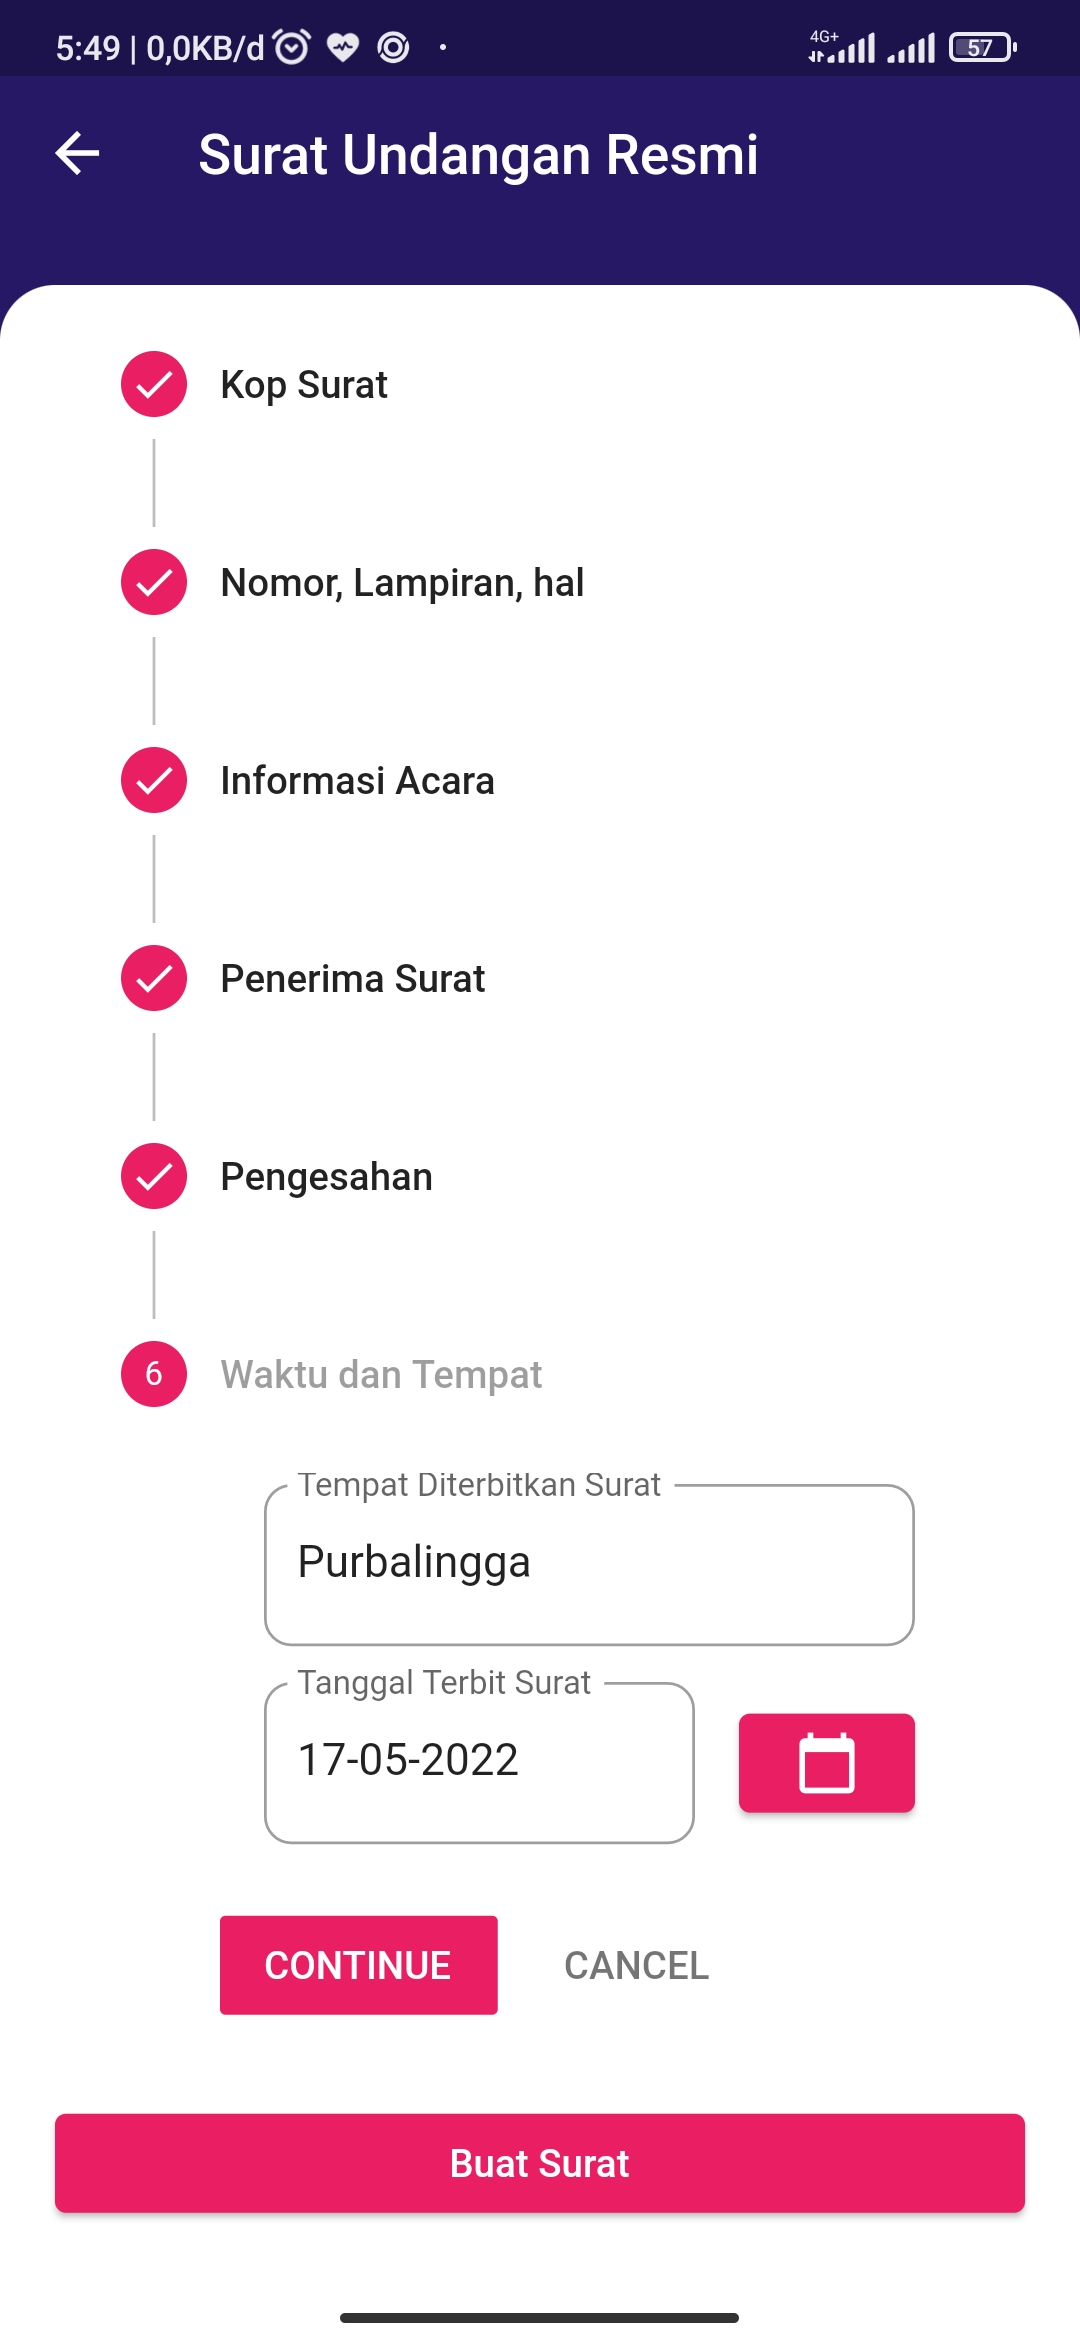 5:49 | 0,0KB/d
4G+
57
Surat Undangan Resmi
Kop Surat
Nomor, Lampiran, hal
Informasi Acara
Penerima Surat
Pengesahan
6 Waktu dan Tempat
Tempat Diterbitkan Surat
Purbalingga
Tanggal Terbit Surat
17-05-2022
CONTINUE CANCEL
Buat Surat